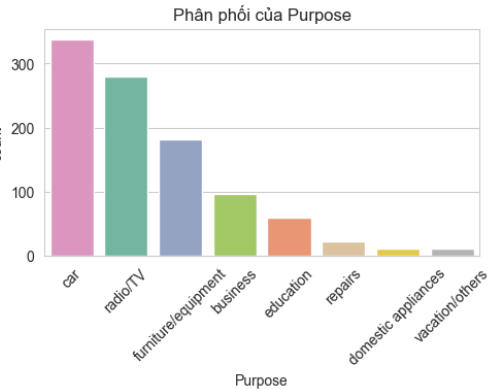 Phân phối của Purpose
300
200
100
0
car
radio/TV
furniture/equipment
business
education
repairs
domestic appliances
vacation/others
Purpose